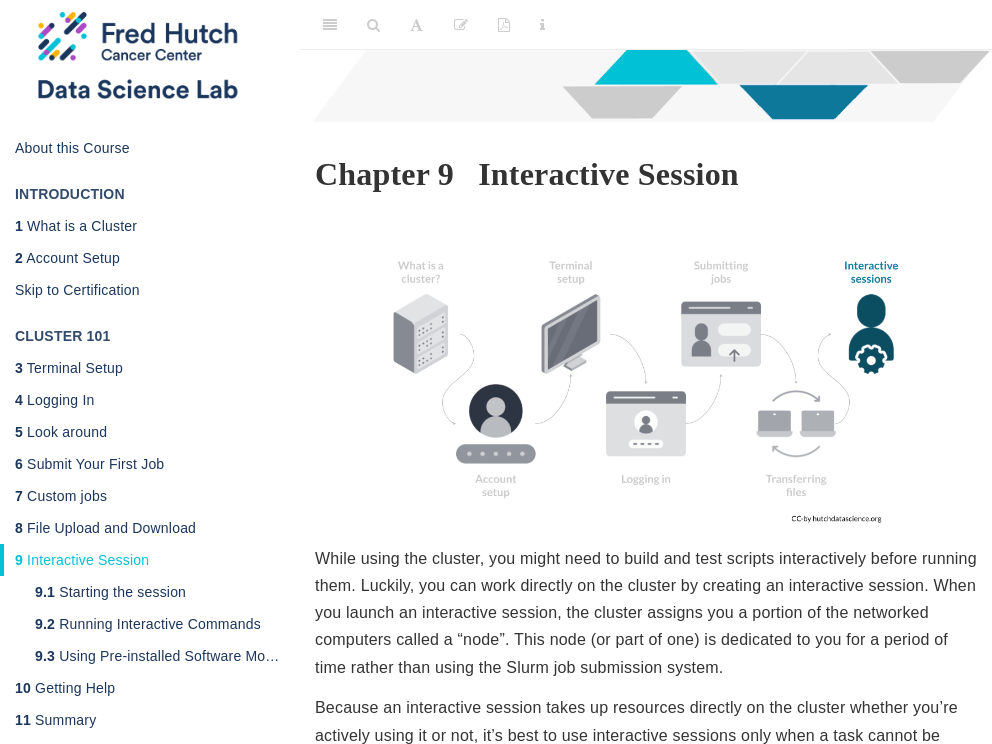 Fred Hutch
Cancer Center
Data Science Lab
About this Course
INTRODUCTION
1 What is a Cluster
2 Account Setup
Skip to Certification
CLUSTER 101
3 Terminal Setup
4 Logging In
5 Look around
6 Submit Your First Job
7 Custom jobs
8 File Upload and Download
9 Interactive Session
9.1 Starting the session
9.2 Running Interactive Commands
9.3 Using Pre-installed Software Mo…
10 Getting Help
11 Summary
Chapter 9 Interactive Session
What is a
cluster?
Terminal
setup
Submitting
jobs
Interactive
sessions
Account
setup
Logging in
Transferring
files
CC-by hutchdatascience.org
While using the cluster, you might need to build and test scripts interactively before running
them. Luckily, you can work directly on the cluster by creating an interactive session. When
you launch an interactive session, the cluster assigns you a portion of the networked
computers called a “node”. This node (or part of one) is dedicated to you for a period of
time rather than using the Slurm job submission system.
Because an interactive session takes up resources directly on the cluster whether you’re
actively using it or not, it’s best to use interactive sessions only when a task cannot be